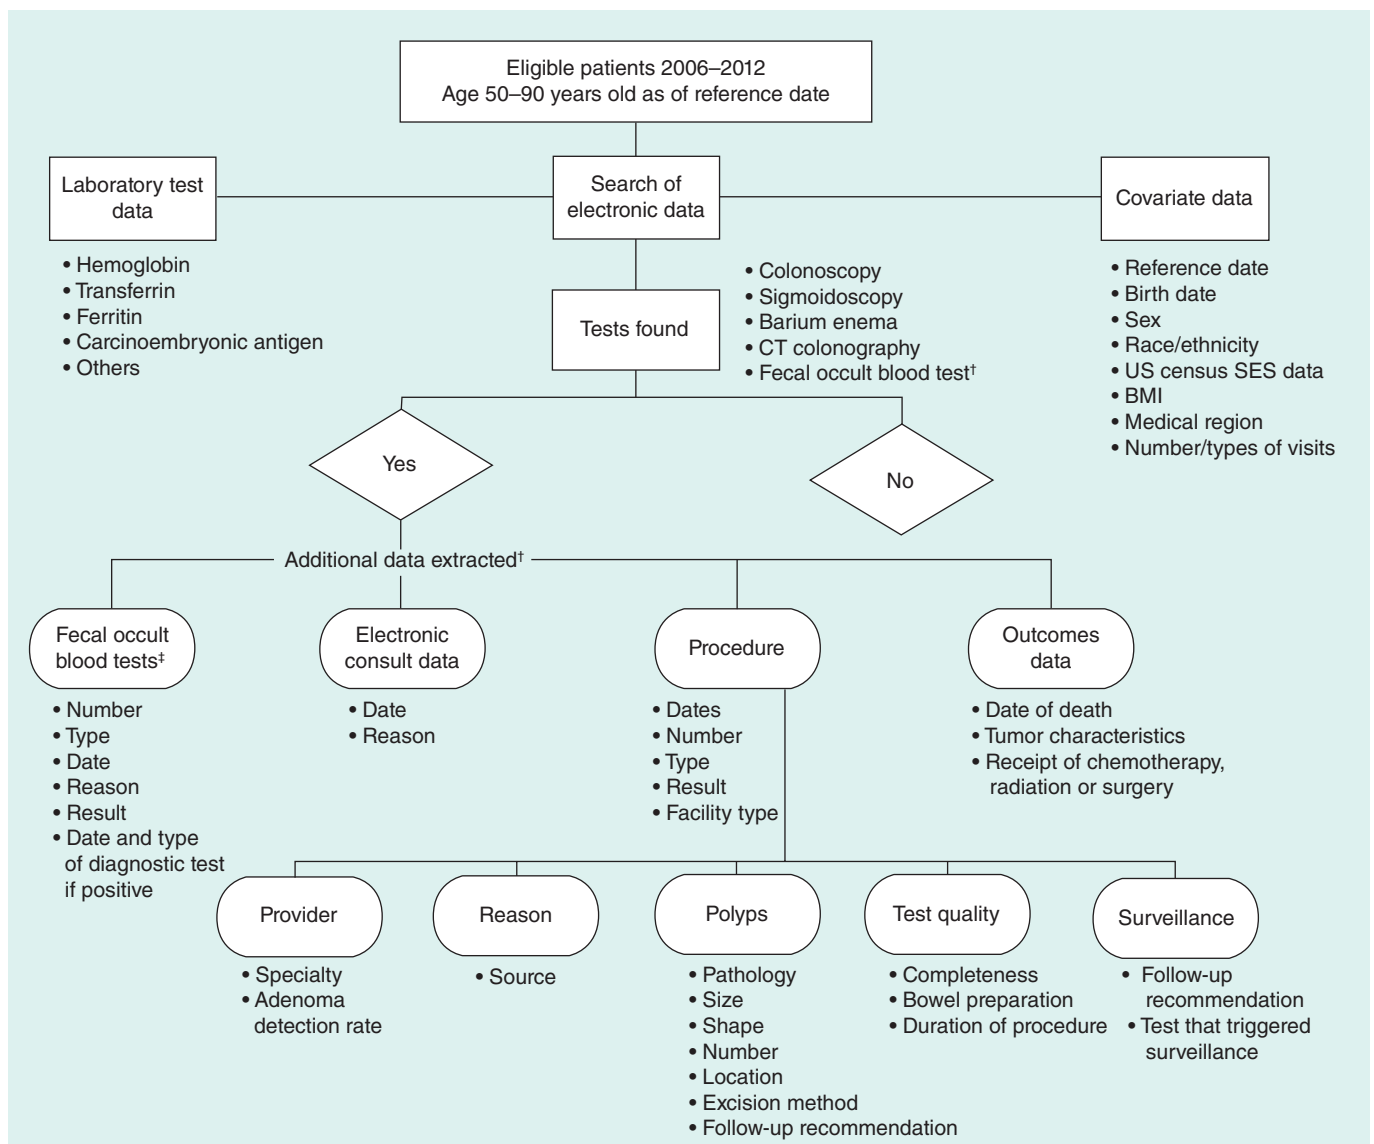 Eligible patients 2006–2012
Age 50–90 years old as of reference date
Laboratory test
data
Search of
electronic data
Covariate data
• Hemoglobin
• Transferrin
• Ferritin
• Carcinoembryonic antigen
• Others
Tests found
• Colonoscopy
• Sigmoidoscopy
• Barium enema
• CT colonography
• Fecal occult blood test†
• Reference date
• Birth date
• Sex
• Race/ethnicity
• US census SES data
• BMI
• Medical region
• Number/types of visits
Yes
No
Additional data extracted†
Fecal occult
blood tests‡
Electronic
consult data
Procedure
Outcomes
data
• Number
• Type
• Date
• Reason
• Result
• Date and type
of diagnostic test
if positive
• Date
• Reason
• Dates
• Number
• Type
• Result
• Facility type
• Date of death
• Tumor characteristics
• Receipt of chemotherapy,
radiation or surgery
Provider
Reason
Polyps
Test quality
Surveillance
• Specialty
• Adenoma
detection rate
• Source
• Pathology
• Size
• Shape
• Number
• Location
• Excision method
• Follow-up recommendation
• Completeness
• Bowel preparation
• Duration of procedure
• Follow-up
recommendation
• Test that triggered
surveillance